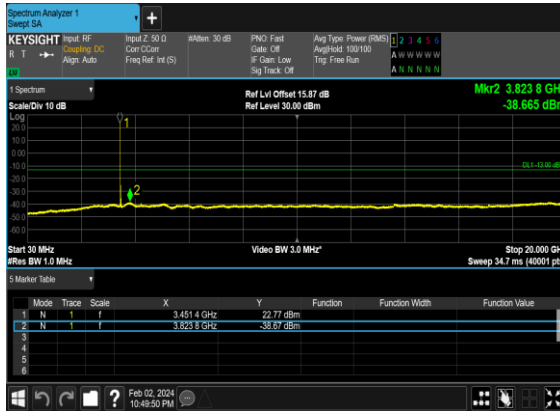 Spectrum Analyzer 1
Swept SA
+
KEYSIGHT Input: RF Input Z: 50 Ω #Atten: 30 dB PNO: Fast Avg Type: Power (RMS) 1 2 3 4 5 6
R T Coupling: DC Corr CCorr Gate: Off Avg|Hold: 100/100 A W W W W W
Align: Auto Freq Ref: Int (S) IF Gain: Low Trig: Free Run
Sig Track: Off A N N N N N
1 Spectrum Ref Lvl Offset 15.87 dB Mkr2 3.823 8 GH
Scale/Div 10 dB Ref Level 30.00 dBm -38.665 dB
Log
20.0
10.0
0.00
-10.0
-20.0
-30.0
-40.0
-50.0
-60.0
1
2
DL1 -13.00 dB
Start 30 MHz Video BW 3.0 MHz* Stop 20.000 GH
#Res BW 1.0 MHz Sweep 34.7 ms (40001 pt
5 Marker Table
Mode Trace Scale X Y Function Function Width Function Value
1 N 1 f 3.451 4 GHz 22.77 dBm
2 N 1 f 3.823 8 GHz -38.67 dBm
3
4
5
6
? Feb 02, 2024
10:49:50 PM